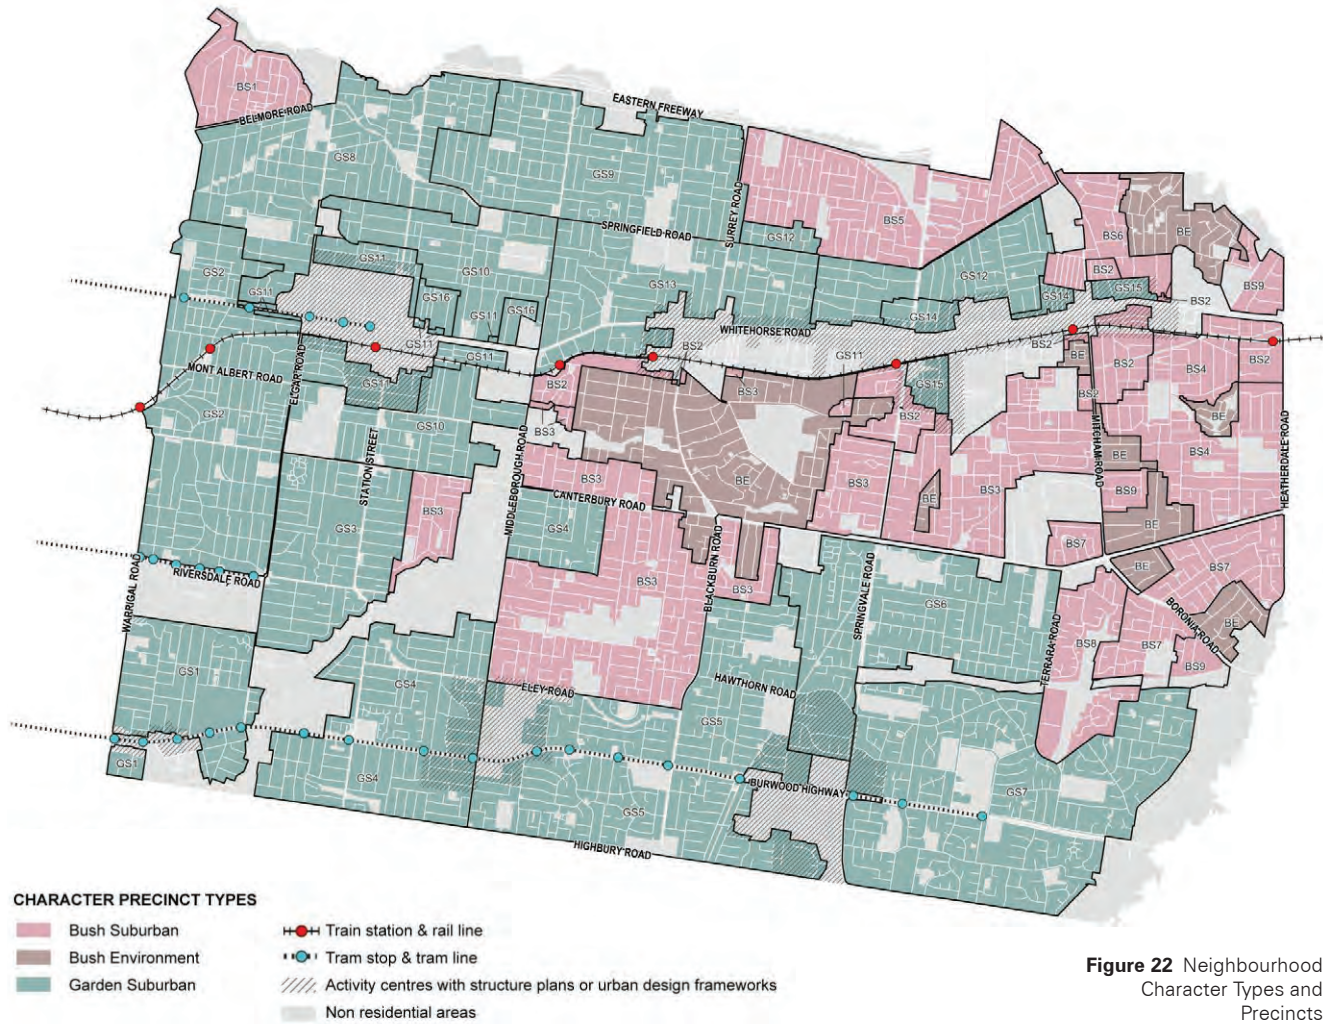 EASTERN FREEWAY
BS1
BELMORE ROAD
GS8
GS9
SURREY ROAD
SPRINGFIELD ROAD
BS5
GS12
BS6
BE
GS2
GS11
GS11
GS10
GS16
GS11
GS16
GS13
GS12
GS14
GS14
BS2
GS15
BS2
BS9
WHITEHORSE ROAD
MONT ALBERT ROAD
ELGAR ROAD
GS11
GS11
GS11
BS2
BS2
GS11
BS2
BE
BS2
BS4
BS2
GS2
GS10
STATION STREET
BS3
BS3
GS15
BS2
BS2
MITCHAM ROAD
BE
BS4
HEATHERDALE ROAD
MIDDLEBOROUGH ROAD
BS3
CANTERBURY ROAD
BE
BS3
BE
BS3
BE
BS9
BE
GS3
BS3
GS4
BS3
BLACKBURN ROAD
BS3
BS7
BE
BS7
BORONIA ROAD
BE
WARRIGAL ROAD
RIVERSDALE ROAD
SPRINGVALE ROAD
GS6
TERRARA ROAD
BS8
BS7
BS9
GS1
GS4
ELEY ROAD
HAWTHORN ROAD
GS5
GS1
GS4
GS5
BURWOOD HIGHWAY
GS7
HIGHBURY ROAD
CHARACTER PRECINCT TYPES
Bush Suburban
Bush Environment
Garden Suburban
Train station & rail line
Tram stop & tram line
Activity centres with structure plans or urban design frameworks
Non residential areas
Figure 22 Neighbourhood
Character Types and
Precincts